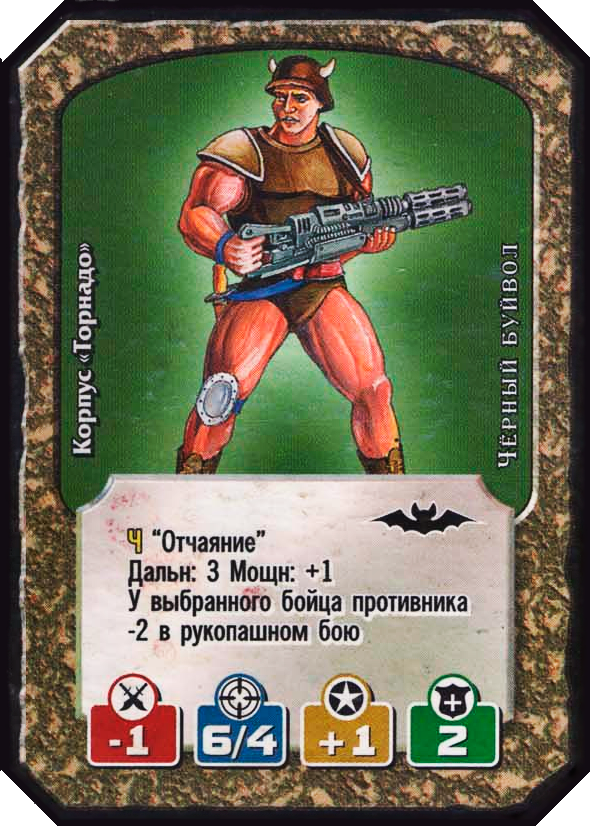 Корпус «Торнадо»
ЧЁРНЫЙ БУЙВОЛ
Ч “Отчаяние”
Дальн: 3 Мощн: +1
У выбранного бойца противника
-2 в рукопашном бою
-1
6/4
+1
2